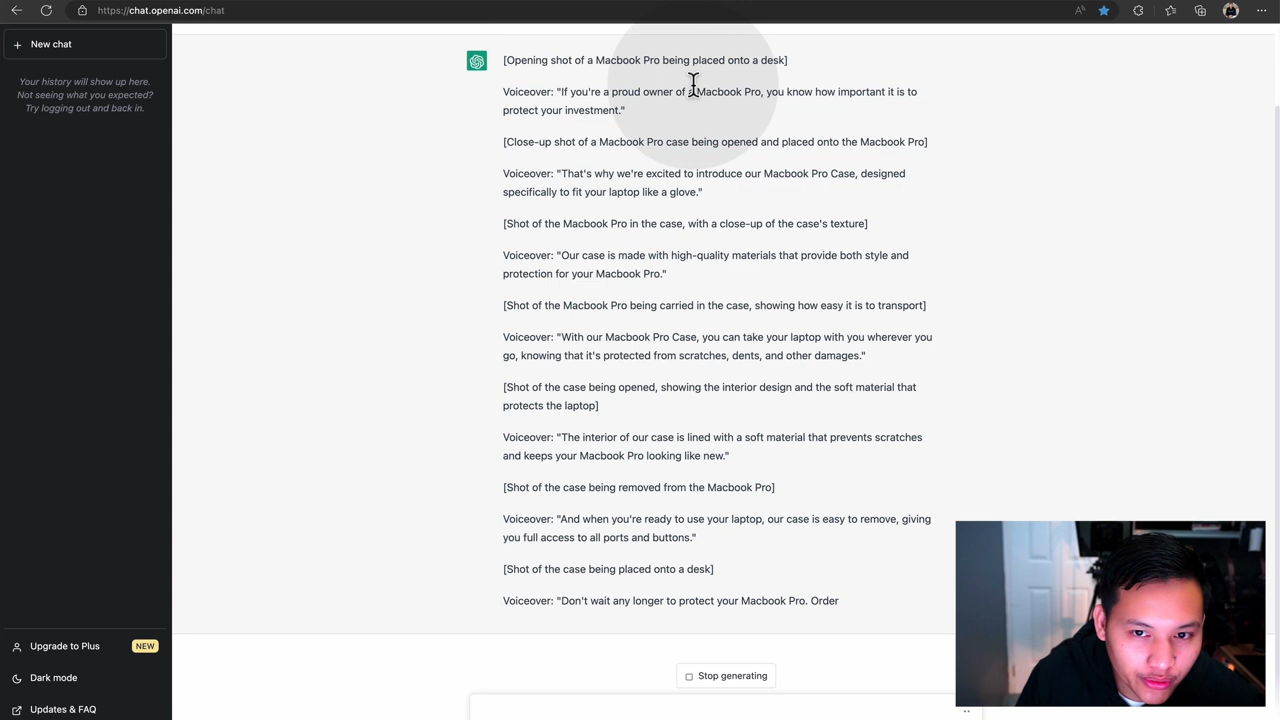 https://chat.openai.com/chat
New chat
Your history will show up here.
Not seeing what you expected?
Try logging out and back in.
[Opening shot of a Macbook Pro being placed onto a desk]
Voiceover: "If you're a proud owner of a Macbook Pro, you know how important it is to
protect your investment."
[Close-up shot of a Macbook Pro case being opened and placed onto the Macbook Pro]
Voiceover: "That's why we're excited to introduce our Macbook Pro Case, designed
specifically to fit your laptop like a glove."
[Shot of the Macbook Pro in the case, with a close-up of the case's texture]
Voiceover: "Our case is made with high-quality materials that provide both style and
protection for your Macbook Pro."
[Shot of the Macbook Pro being carried in the case, showing how easy it is to transport]
Voiceover: "With our Macbook Pro Case, you can take your laptop with you wherever you
go, knowing that it's protected from scratches, dents, and other damages."
[Shot of the case being opened, showing the interior design and the soft material that
protects the laptop]
Voiceover: "The interior of our case is lined with a soft material that prevents scratches
and keeps your Macbook Pro looking like new."
[Shot of the case being removed from the Macbook Pro]
Voiceover: "And when you're ready to use your laptop, our case is easy to remove, giving
you full access to all ports and buttons."
[Shot of the case being placed onto a desk]
Voiceover: "Don't wait any longer to protect your Macbook Pro. Order
Stop generating
Upgrade to Plus
NEW
Dark mode
Updates & FAQ